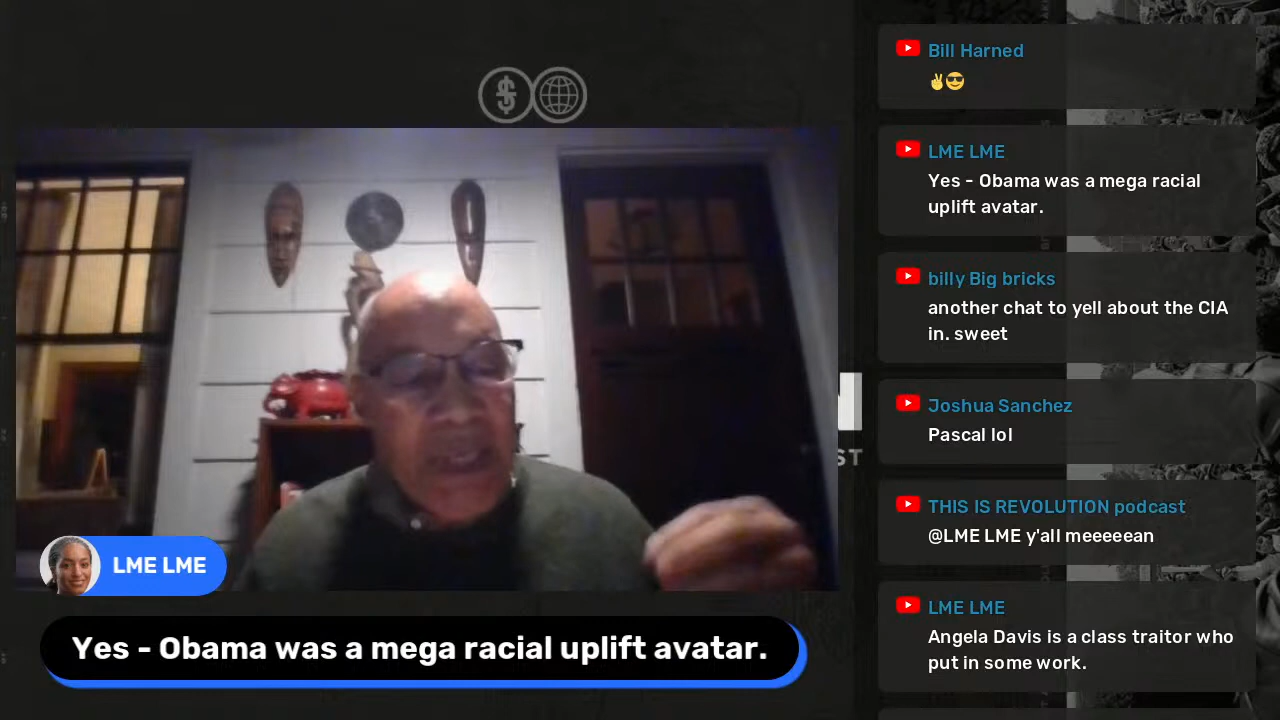 Bill Harned
✌😎
LME LME
Yes - Obama was a mega racial
uplift avatar.
billy Big bricks
another chat to yell about the CIA
in. sweet
Joshua Sanchez
Pascal lol
THIS IS REVOLUTION podcast
@LME LME y'all meeeeean
LME LME
Angela Davis is a class traitor who
put in some work.
ST
LME LME
Yes - Obama was a mega racial uplift avatar.